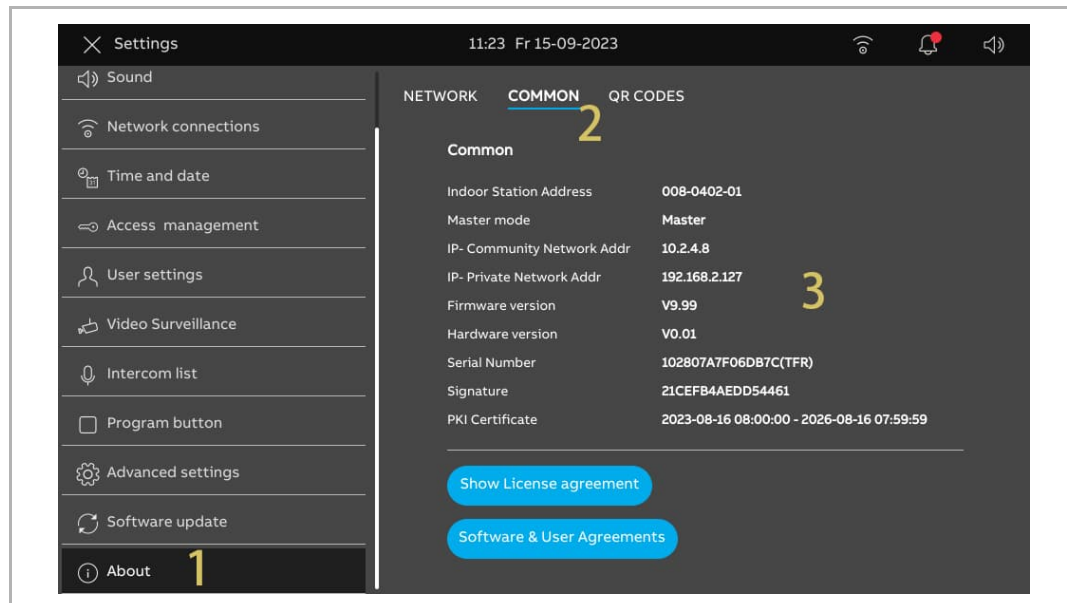 Settings
11:23 Fr 15-09-2023
Sound
Network connections
Time and date
Access management
User settings
Video Surveillance
Intercom list
Program button
Advanced settings
Software update
About
1
NETWORK COMMON QR CODES
2
Common
Indoor Station Address 008-0402-01
Master mode Master
IP- Community Network Addr 10.2.4.8
IP- Private Network Addr 192.168.2.127
Firmware version V9.99
Hardware version V0.01
Serial Number 102807A7F06DB7C(TFR)
Signature 21CEFB4AEDD54461
PKI Certificate 2023-08-16 08:00:00 - 2026-08-16 07:59:59
3
Show License agreement
Software & User Agreements